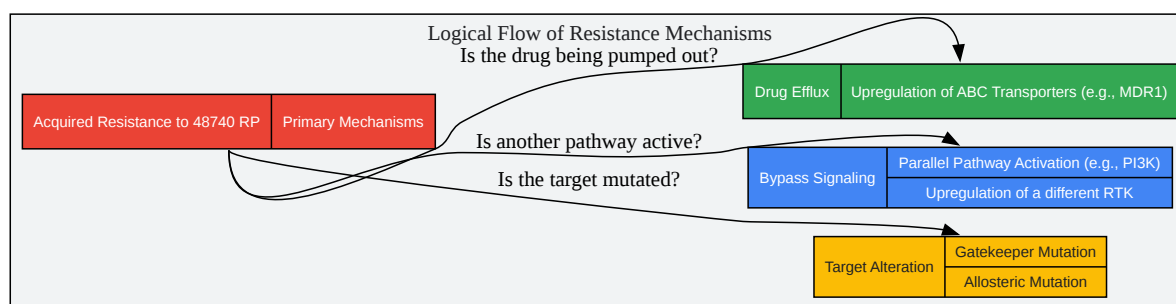 Logical Flow of Resistance Mechanisms
Is the drug being pumped out?
Drug Efflux
Upregulation of ABC Transporters (e.g., MDR1)
Acquired Resistance to 48740 RP
Primary Mechanisms
Is another pathway active?
Bypass Signaling
Parallel Pathway Activation (e.g., PI3K)
Upregulation of a different RTK
Is the target mutated?
Target Alteration
Gatekeeper Mutation
Allosteric Mutation